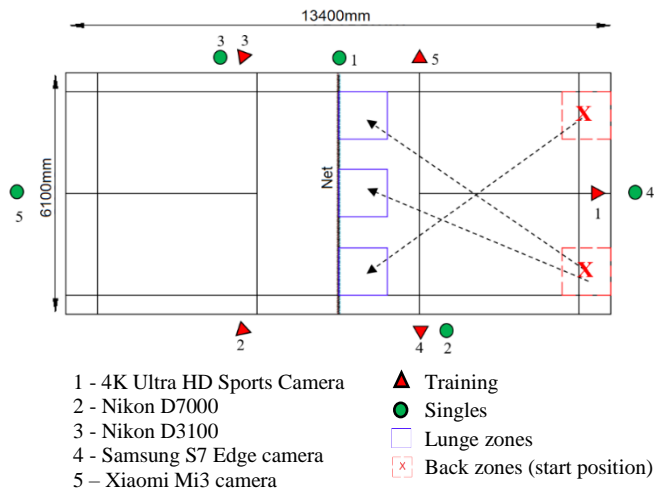 13400mm
3
3
1
5
6100mm
X
Net
5
1
4
X
2
4
2
1 - 4K Ultra HD Sports Camera
2 - Nikon D7000
3 - Nikon D3100
4 - Samsung S7 Edge camera
5 – Xiaomi Mi3 camera
Training
Singles
Lunge zones
X
Back zones (start position)